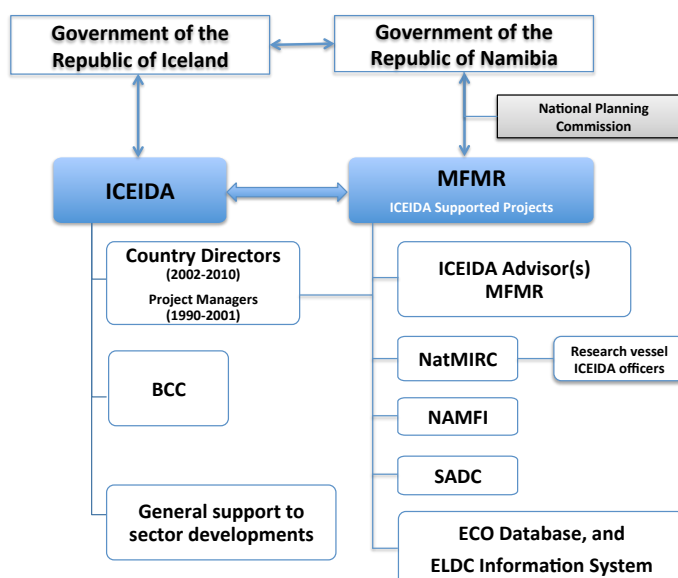 Government of the
Republic of Iceland
Government of the
Republic of Namibia
National Planning
Commission
ICEIDA
MFMR
ICEIDA Supported Projects
Country Directors
(2002-2010)
Project Managers
(1990-2001)
ICEIDA Advisor(s)
MFMR
NatMIRC
Research vessel
ICEIDA officers
BCC
NAMFI
SADC
General support to
sector developments
ECO Database, and
ELDC Information System